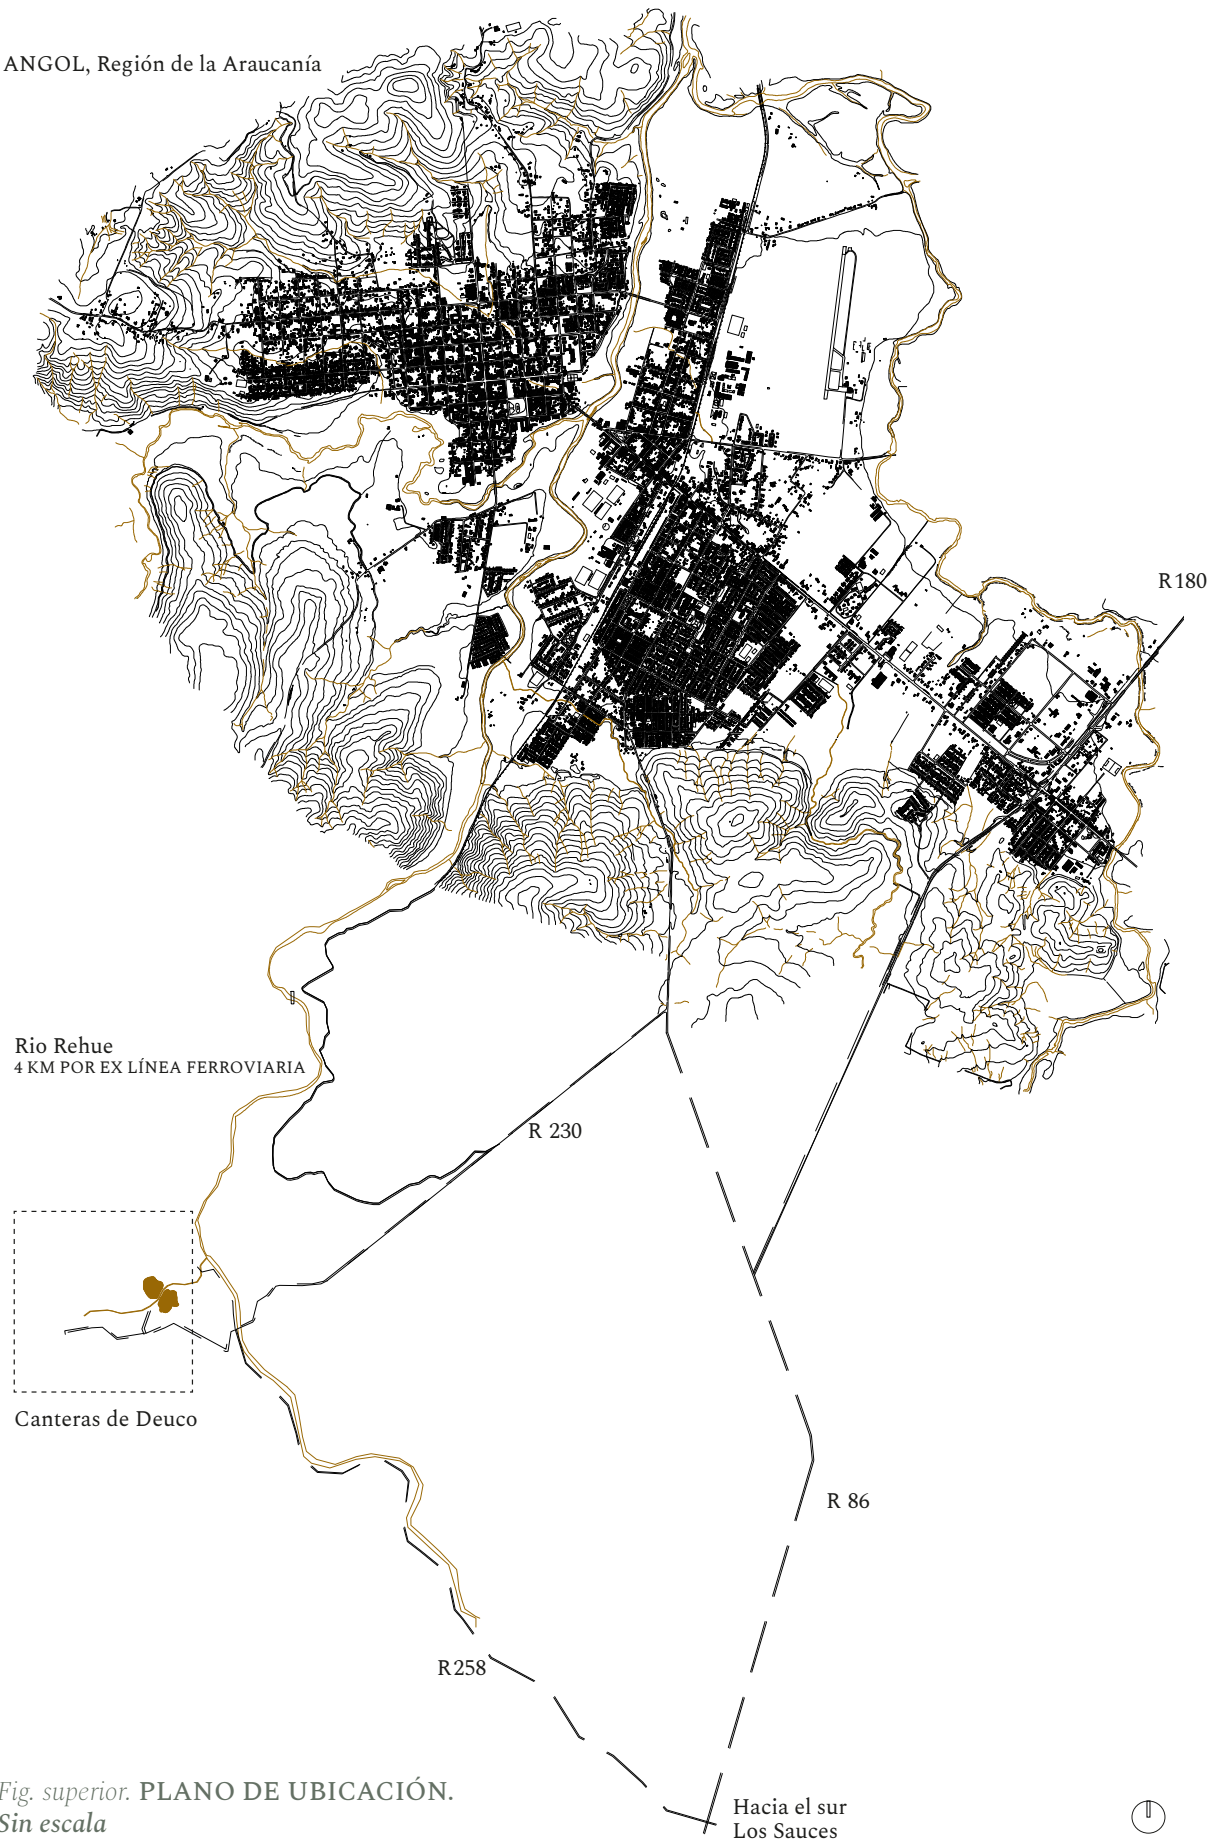 ANGOL, Región de la Araucanía
R180
Rio Rehue
4 KM POR EX LÍNEA FERROVIARIA
R 230
Canteras de Deuco
R 86
R258
Fig. superior. PLANO DE UBICACIÓN.
Sin escala
Hacia el sur
Los Sauces